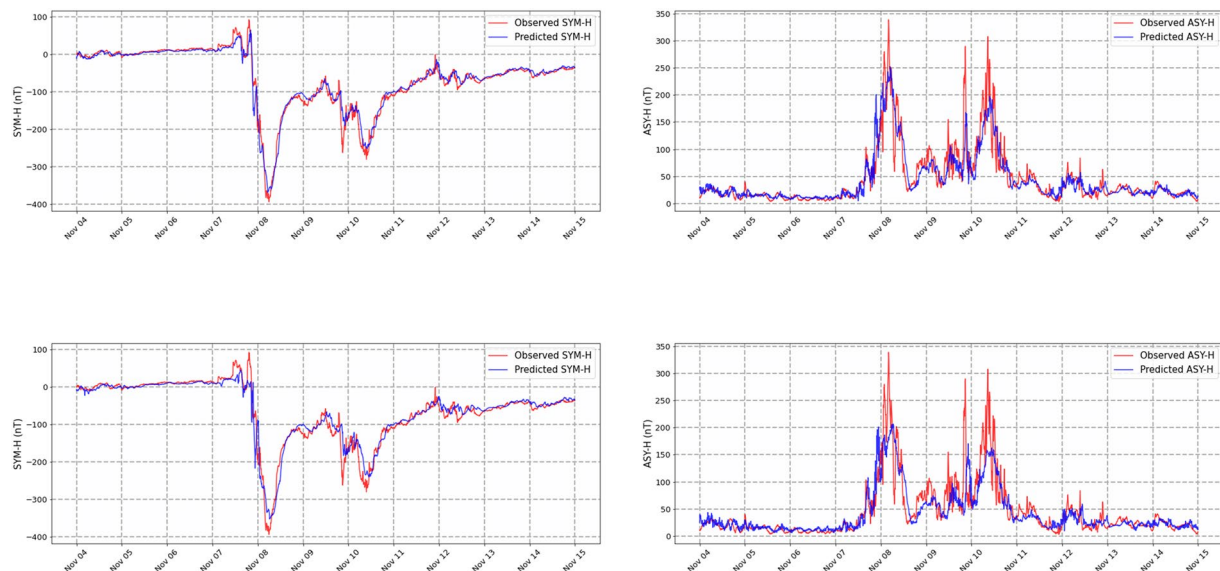 Observed SYM-H
Predicted SYM-H
SYM-H (nT)
100
0
−100
−200
−300
−400
Nov 04
Nov 05
Nov 06
Nov 07
Nov 08
Nov 09
Nov 10
Nov 11
Nov 12
Nov 13
Nov 14
Nov 15
Observed ASY-H
Predicted ASY-H
ASY-H (nT)
350
300
250
200
150
100
50
0
Nov 04
Nov 05
Nov 06
Nov 07
Nov 08
Nov 09
Nov 10
Nov 11
Nov 12
Nov 13
Nov 14
Nov 15
Observed SYM-H
Predicted SYM-H
SYM-H (nT)
100
0
−100
−200
−300
−400
Nov 04
Nov 05
Nov 06
Nov 07
Nov 08
Nov 09
Nov 10
Nov 11
Nov 12
Nov 13
Nov 14
Nov 15
Observed ASY-H
Predicted ASY-H
ASY-H (nT)
350
300
250
200
150
100
50
0
Nov 04
Nov 05
Nov 06
Nov 07
Nov 08
Nov 09
Nov 10
Nov 11
Nov 12
Nov 13
Nov 14
Nov 15